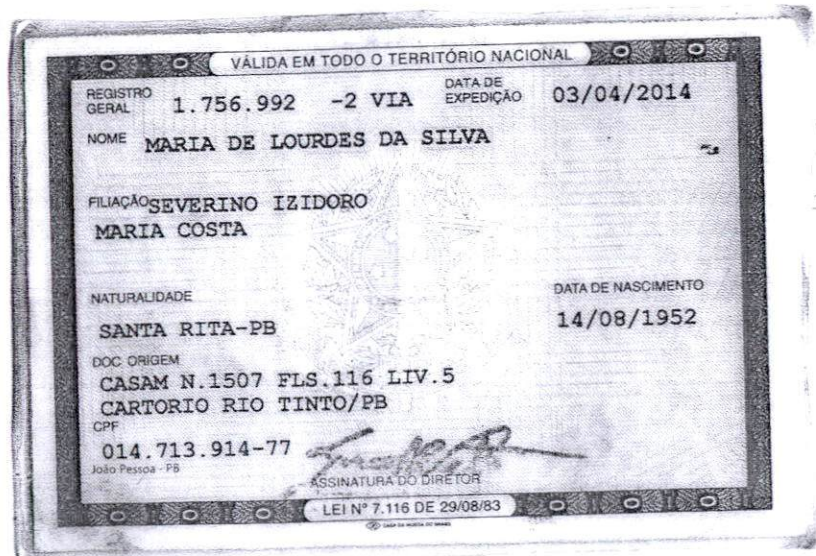 VÁLIDA EM TODO O TERRITÓRIO NACIONAL
REGISTRO GERAL 1.756.992 -2 VIA DATA DE EXPEDIÇÃO 03/04/2014
NOME MARIA DE LOURDES DA SILVA
FILIAÇÃO SEVERINO IZIDORO
MARIA COSTA
NATURALIDADE DATA DE NASCIMENTO
SANTA RITA-PB 14/08/1952
DOC ORIGEM
CASAM N.1507 FLS.116 LIV.5
CARTORIO RIO TINTO/PB
CPF
014.713.914-77
João Pessoa - PB
ASSINATURA DO DIRETOR
LEI Nº 7.116 DE 29/08/83